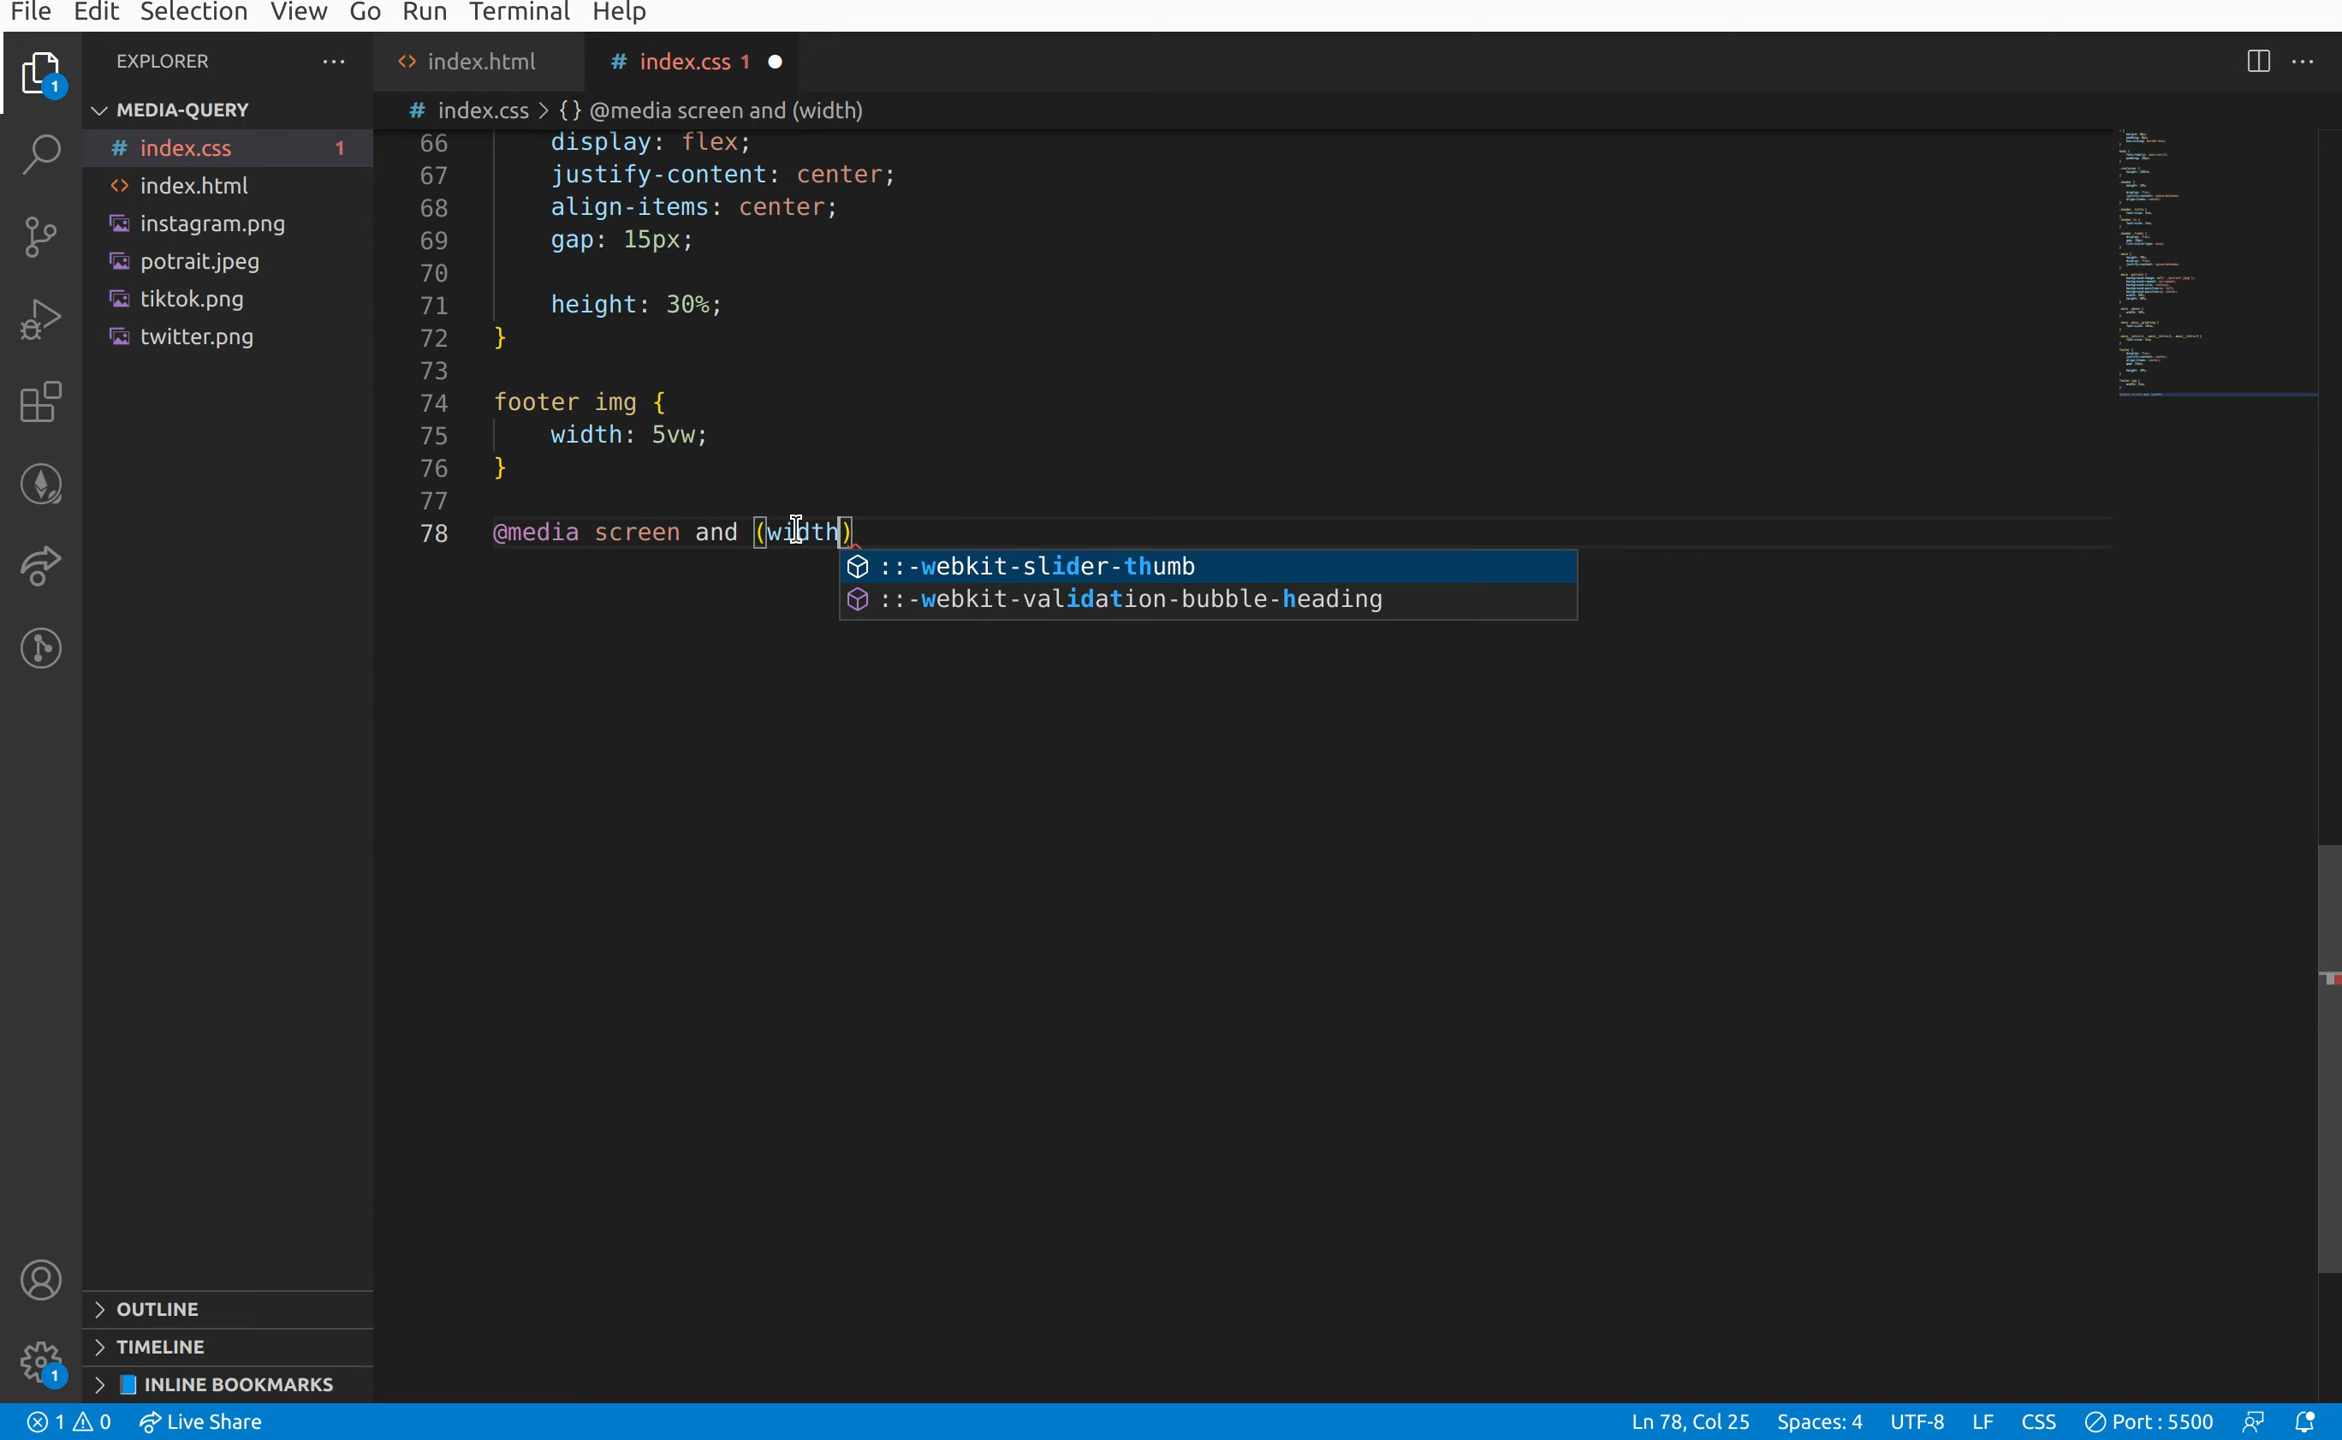 File Edit Selection View Go Run Terminal Help
EXPLORER ···
index.html
# index.css 1
MEDIA-QUERY
# index.css > {} @media screen and (width)
# index.css 1
index.html
instagram.png
potrait.jpeg
tiktok.png
twitter.png
66 display: flex;
67 justify-content: center;
68 align-items: center;
69 gap: 15px;
70
71 height: 30%;
72 }
73
74 footer img {
75 width: 5vw;
76 }
77
78 @media screen and (width)
::-webkit-slider-thumb
::-webkit-validation-bubble-heading
1
1
OUTLINE
TIMELINE
INLINE BOOKMARKS
1 0 Live Share Ln 78, Col 25 Spaces: 4 UTF-8 LF CSS Port : 5500